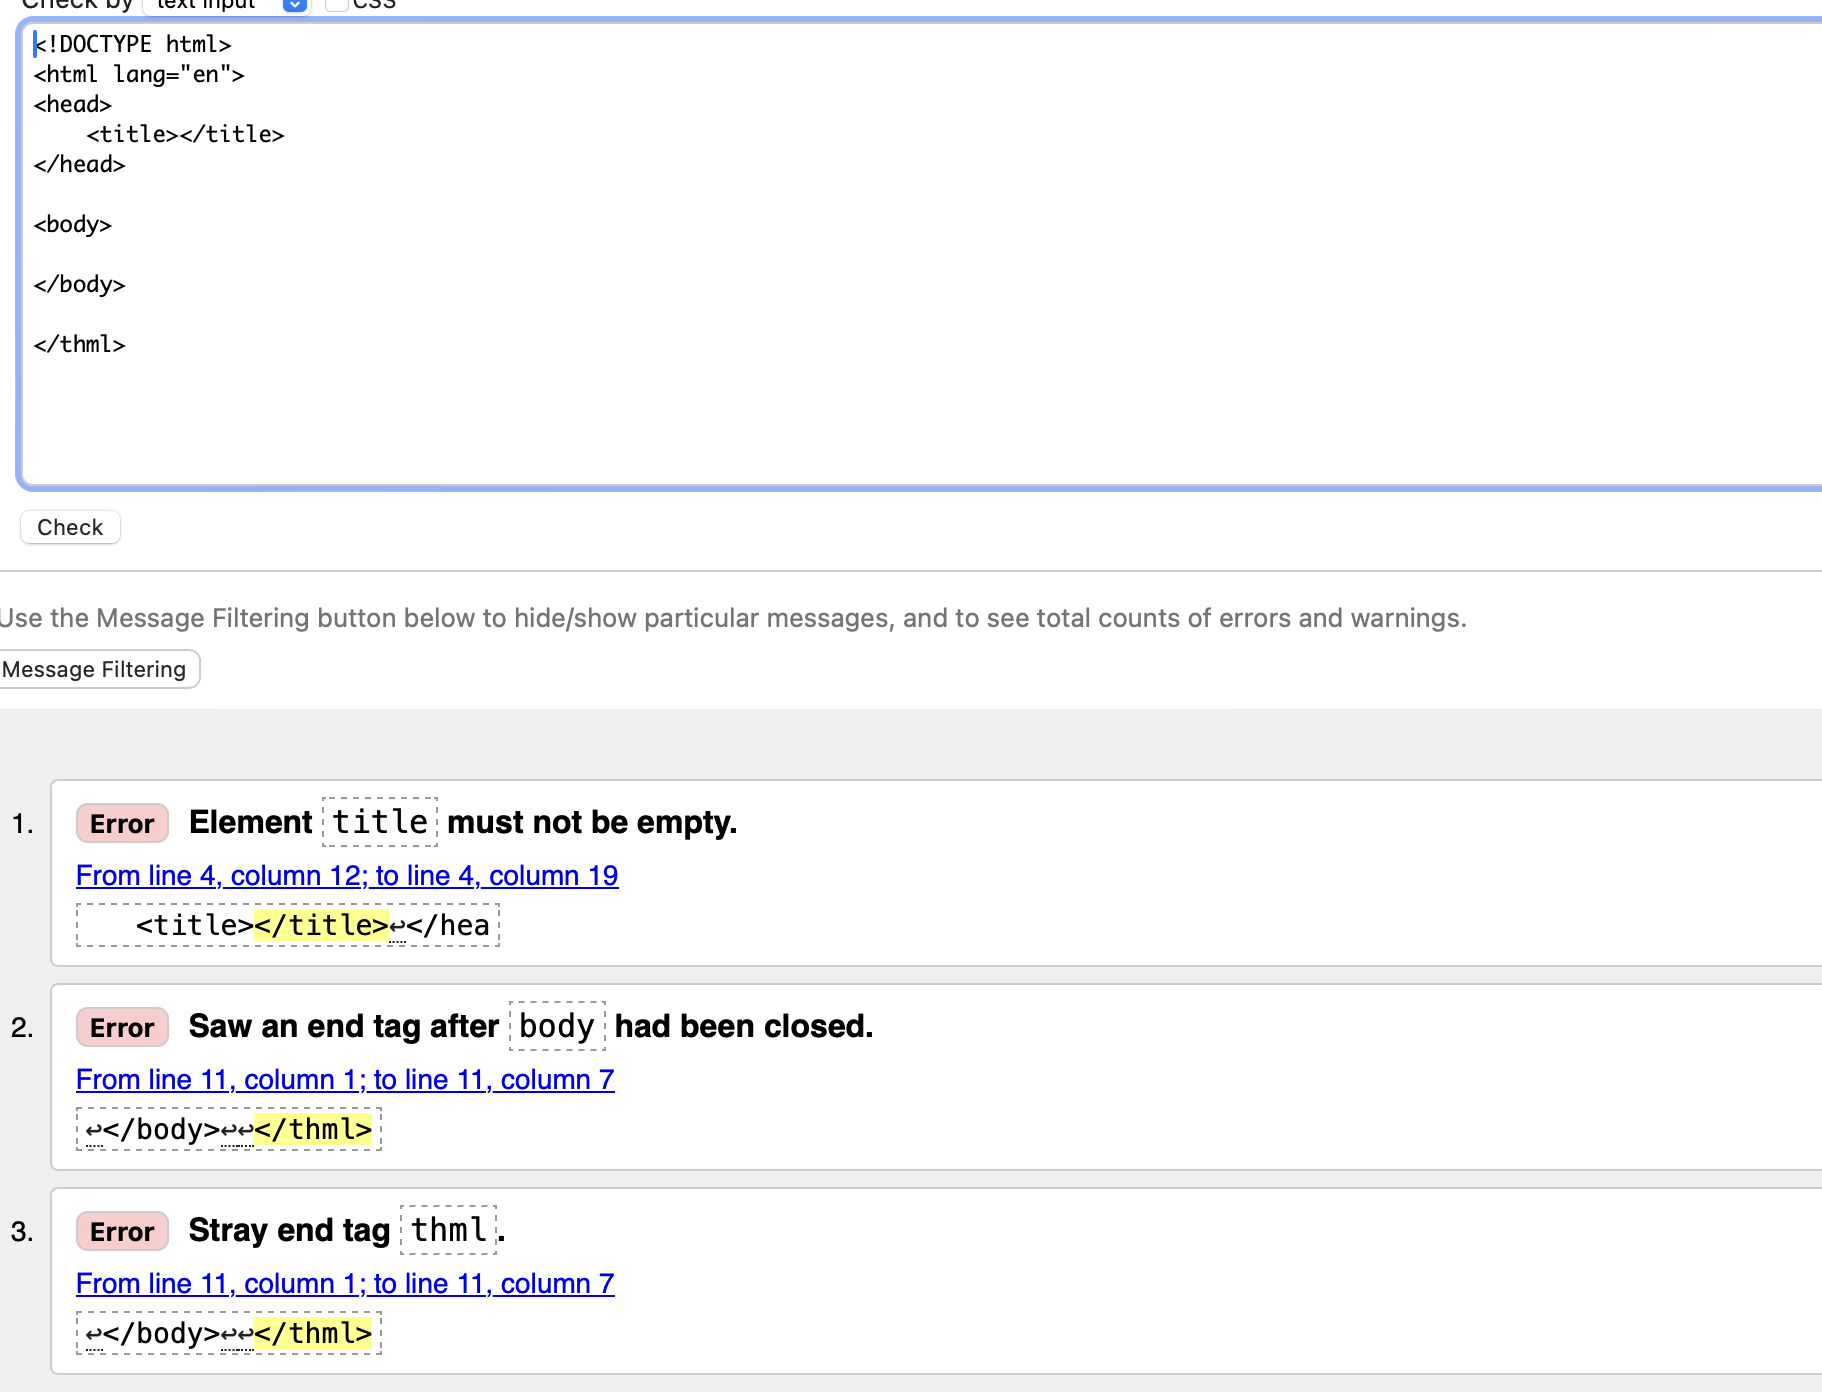 Check by text input css
<!DOCTYPE html>
<html lang="en">
<head>
    <title></title>
</head>
<body>
</body>
</thml>
Check
Use the Message Filtering button below to hide/show particular messages, and to see total counts of errors and warnings.
Message Filtering
1. Error Element title must not be empty.
From line 4, column 12; to line 4, column 19
<title></title>↩</hea
2. Error Saw an end tag after body had been closed.
From line 11, column 1; to line 11, column 7
↩</body>↩↩</thml>
3. Error Stray end tag thml.
From line 11, column 1; to line 11, column 7
↩</body>↩↩</thml>